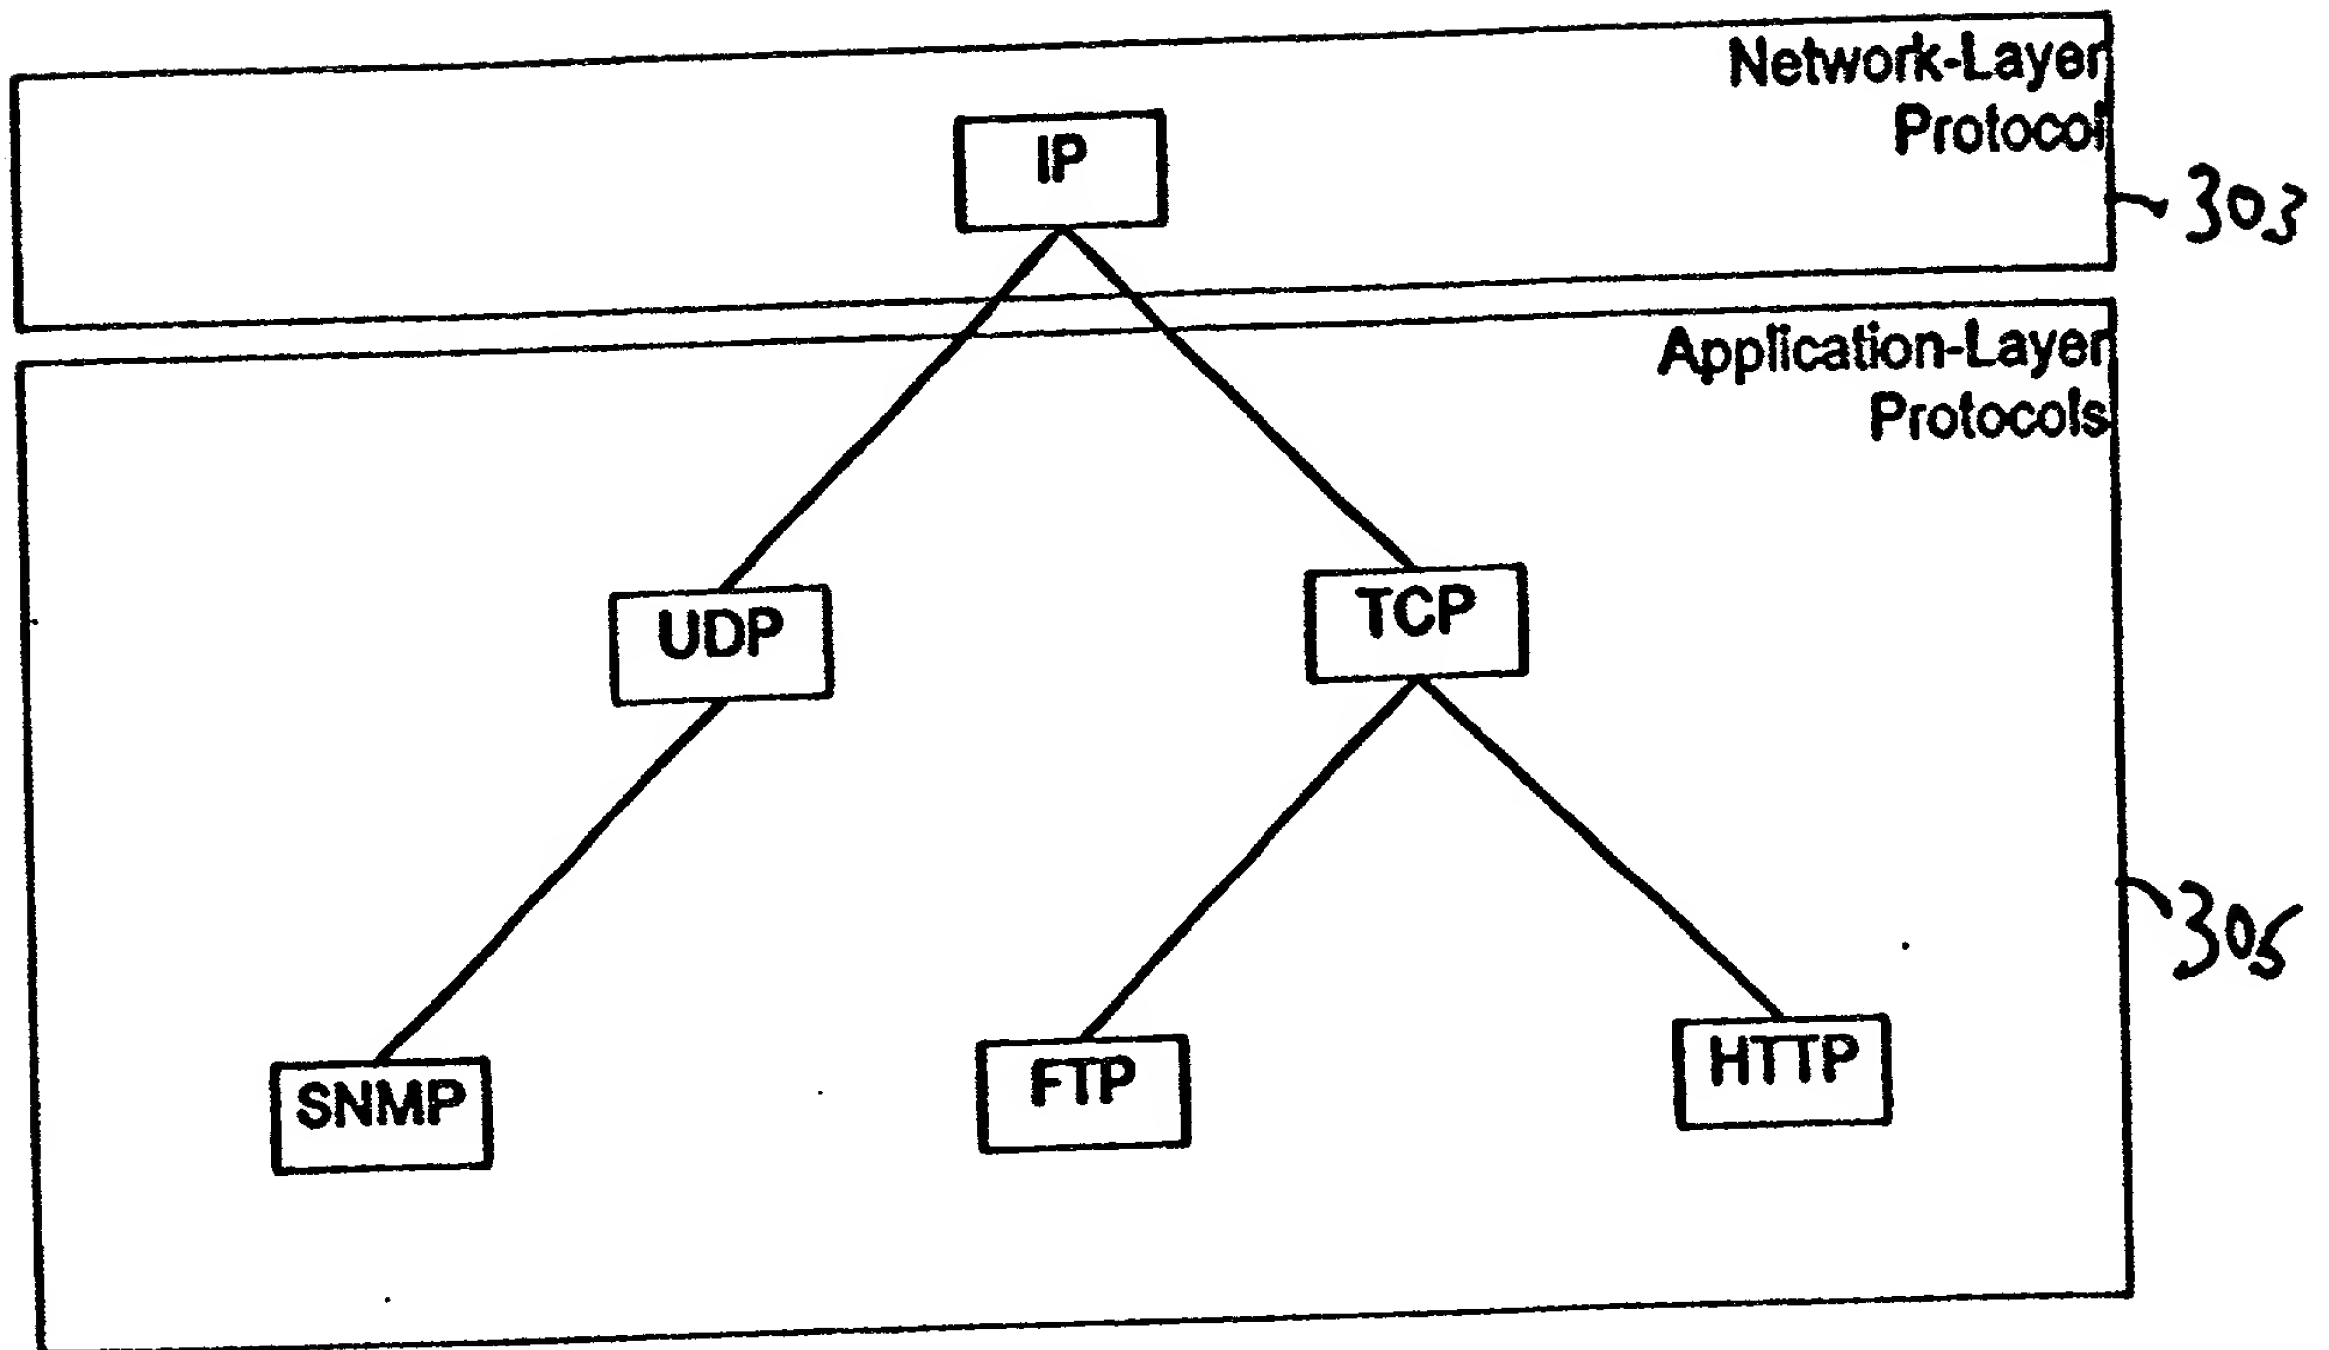 Network-Layer
Protocol
IP
303
Application-Layer
Protocols
UDP
TCP
305
SNMP
FTP
HTTP